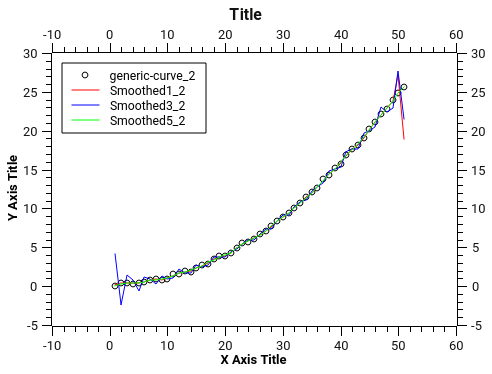 Title
-10 0 10 20 30 40 50 60
30 30
25 25
20 20
15 15
10 10
5 5
0 0
-5 -5
generic-curve_2
Smoothed1_2
Smoothed3_2
Smoothed5_2
Y Axis Title
-10 0 10 20 30 40 50 60
X Axis Title